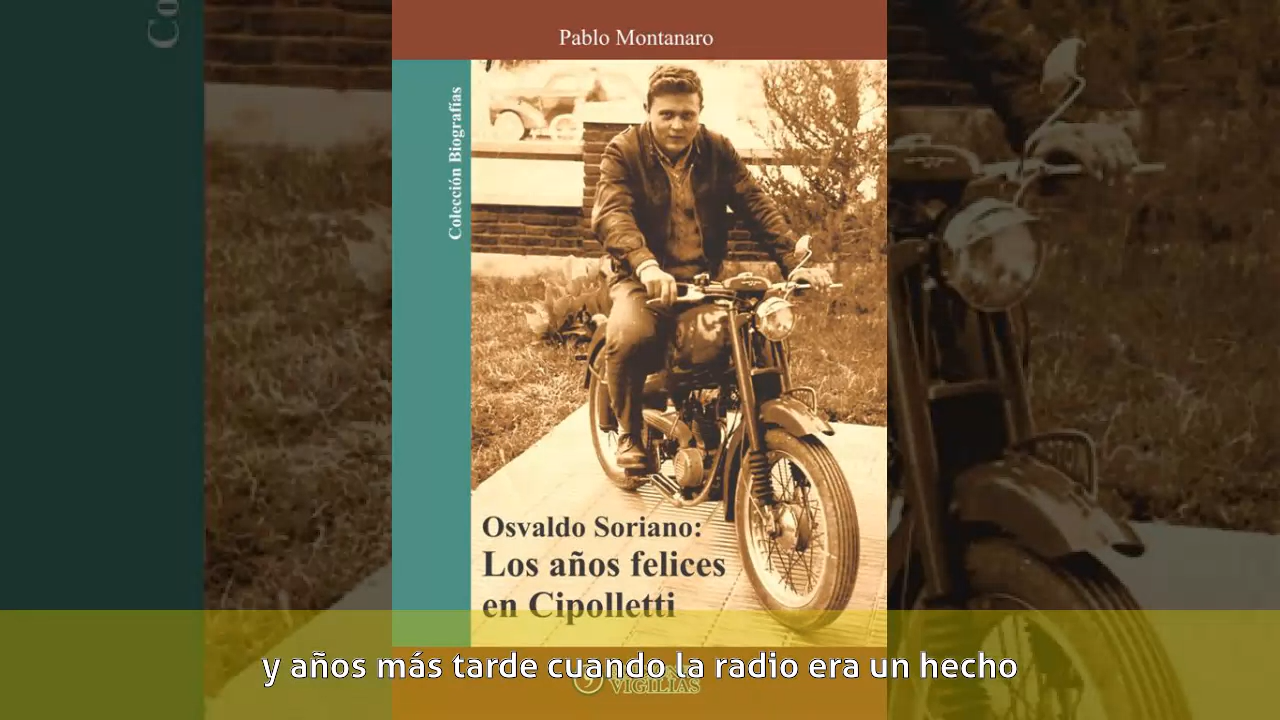 Pablo Montanaro
Colección Biografías
Co
Osvaldo Soriano:
Los años felices
en Cipolletti
y años más tarde cuando la radio era un hecho
VIGILIAS